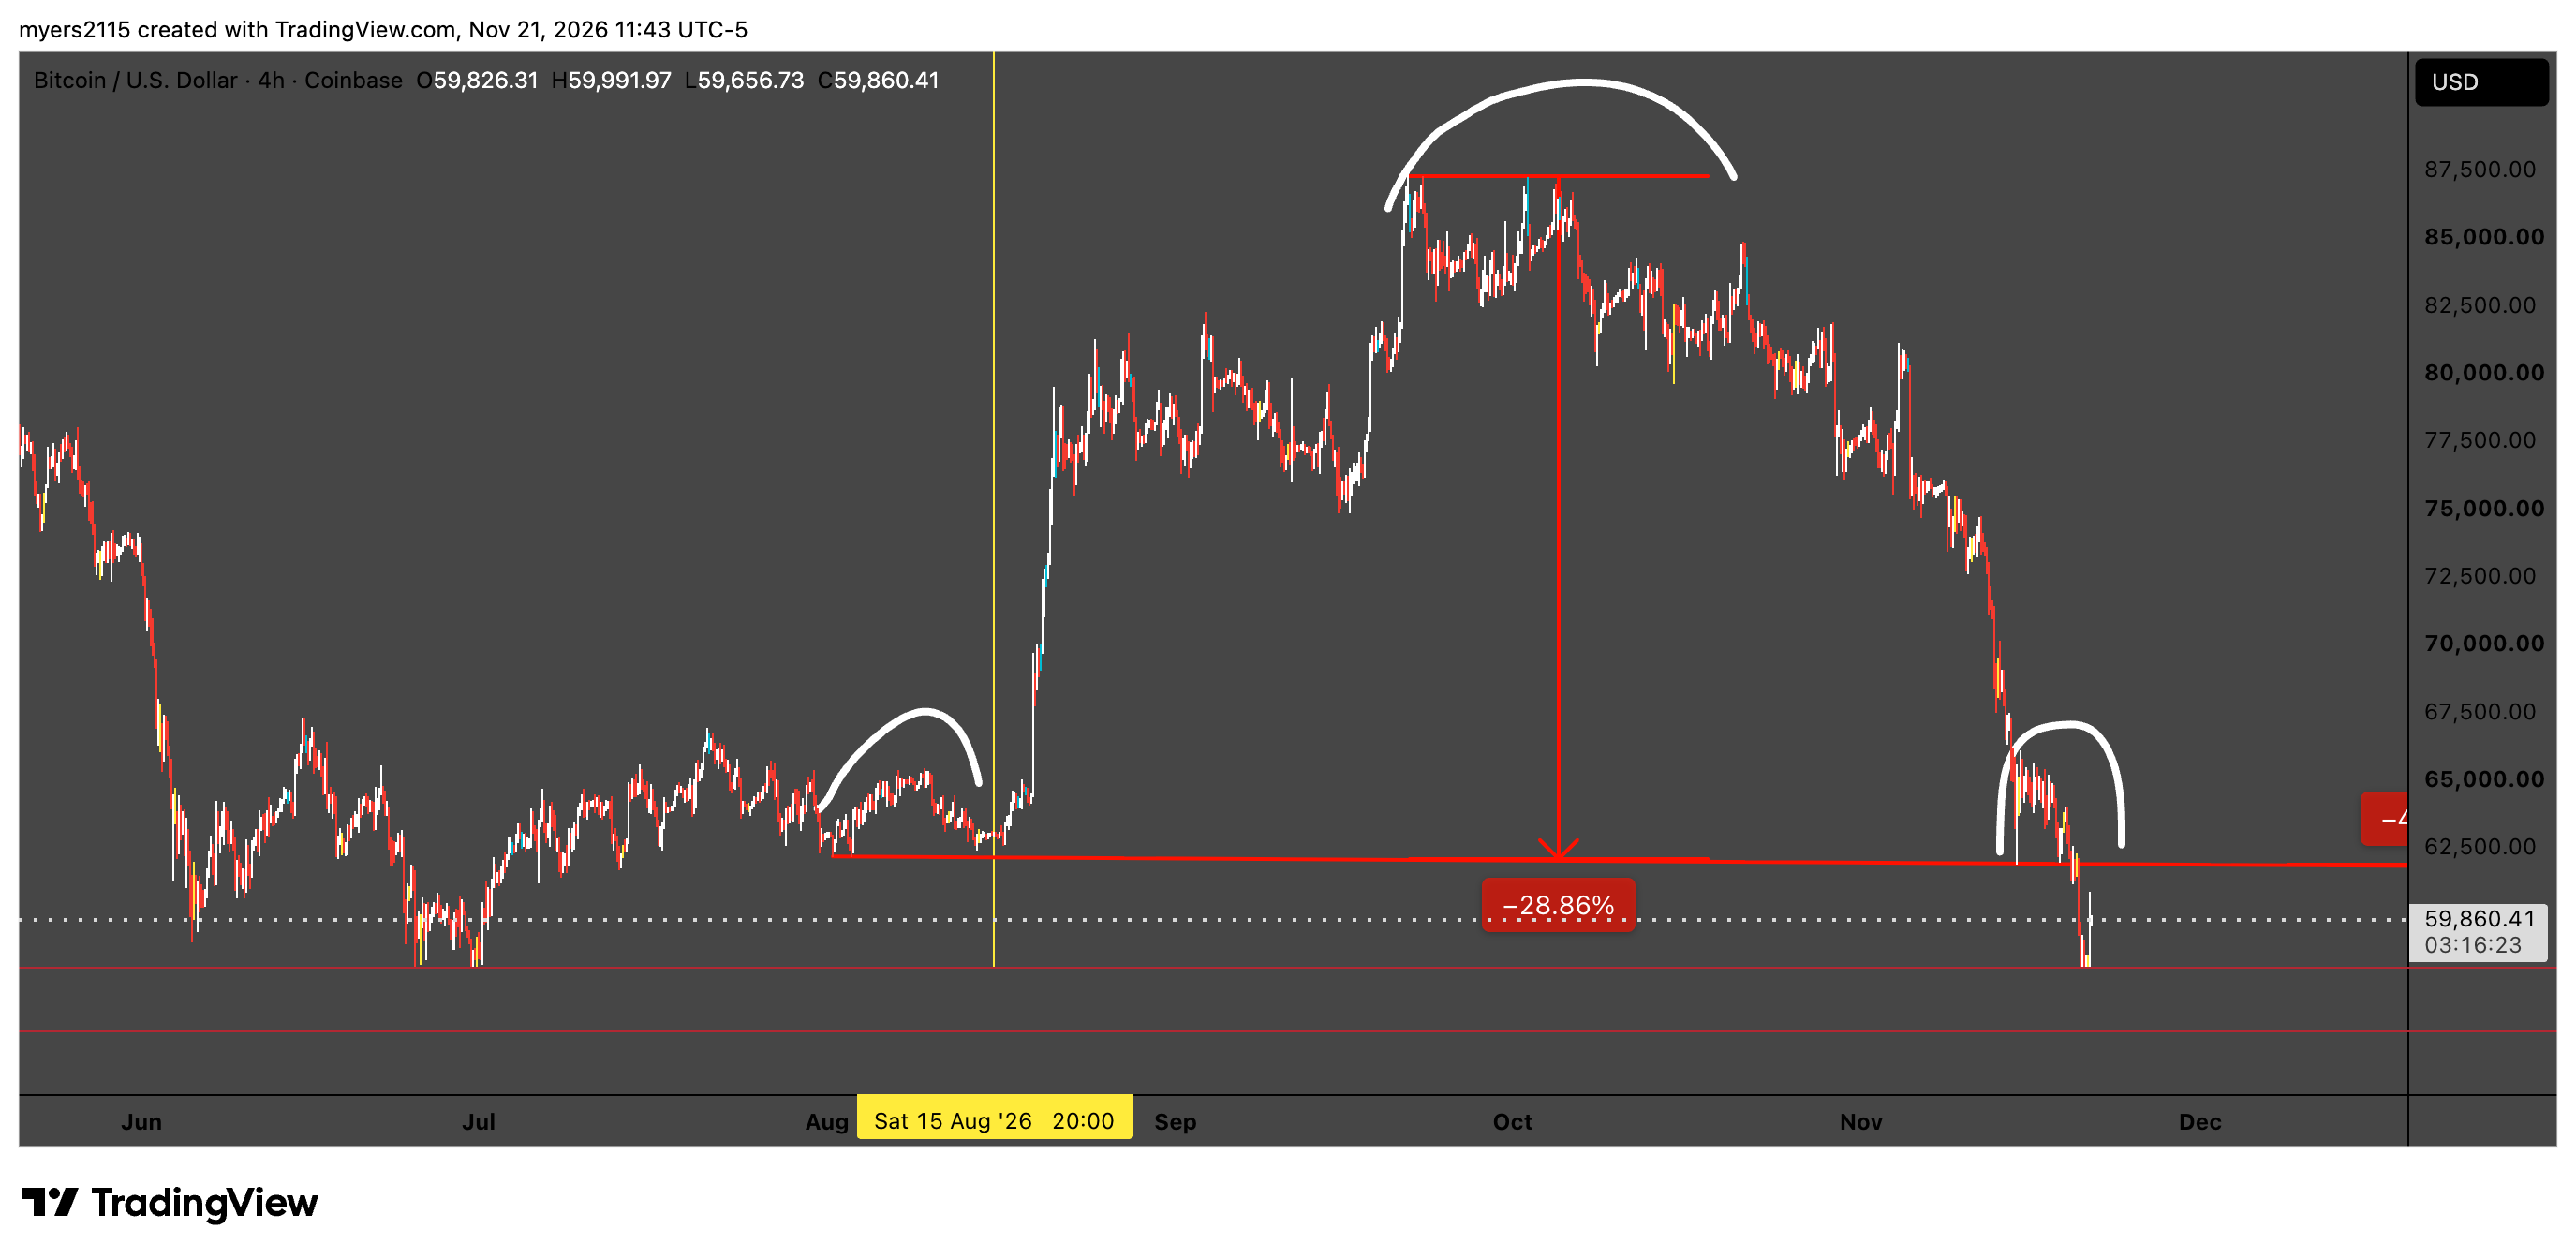 myers2115 created with TradingView.com, Nov 21, 2026 11:43 UTC-5
Bitcoin / U.S. Dollar · 4h · Coinbase O59,826.31 H59,991.97 L59,656.73 C59,860.41
USD
87,500.00
85,000.00
82,500.00
80,000.00
77,500.00
75,000.00
72,500.00
70,000.00
67,500.00
65,000.00
−4
62,500.00
−28.86%
59,860.41
03:16:23
Jun
Jul
Aug
Sat 15 Aug '26 20:00
Sep
Oct
Nov
Dec
TradingView